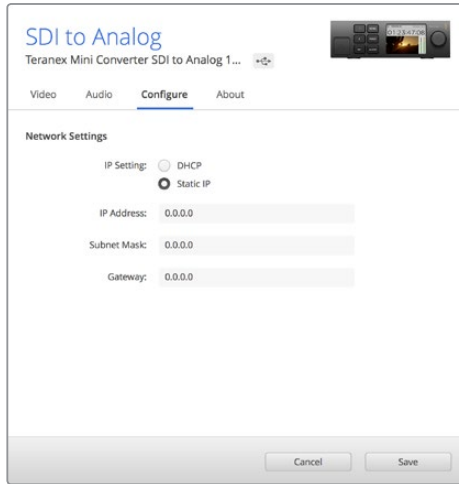 SDI to Analog
Teranex Mini Converter SDI to Analog 1...
Video Audio Configure About
Network Settings
IP Setting: DHCP
Static IP
IP Address: 0.0.0.0
Subnet Mask: 0.0.0.0
Gateway: 0.0.0.0
Cancel Save